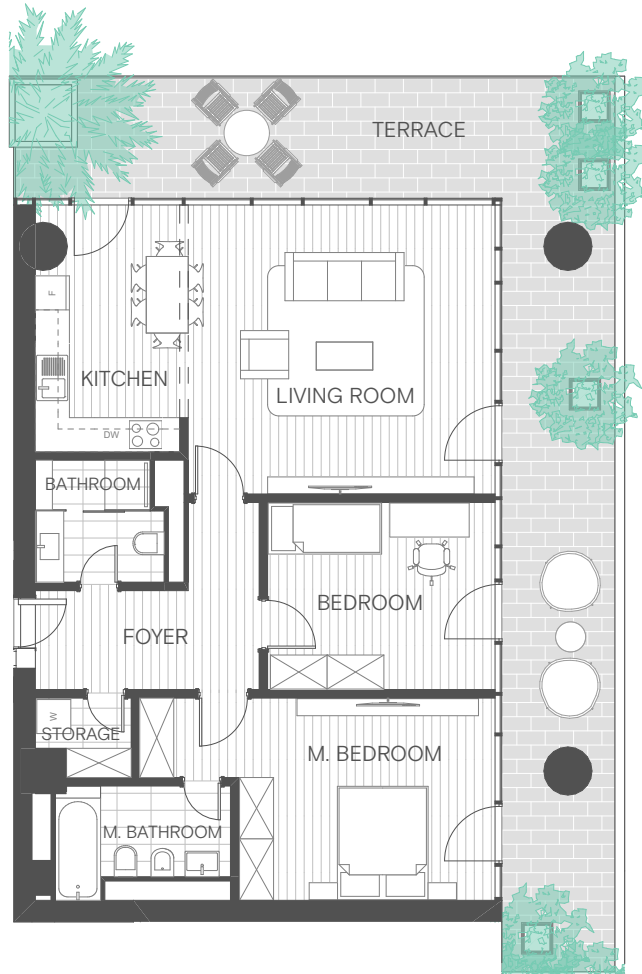 TERRACE
F
KITCHEN
LIVING ROOM
DW
BATHROOM
BEDROOM
FOYER
W
STORAGE
M. BEDROOM
M. BATHROOM